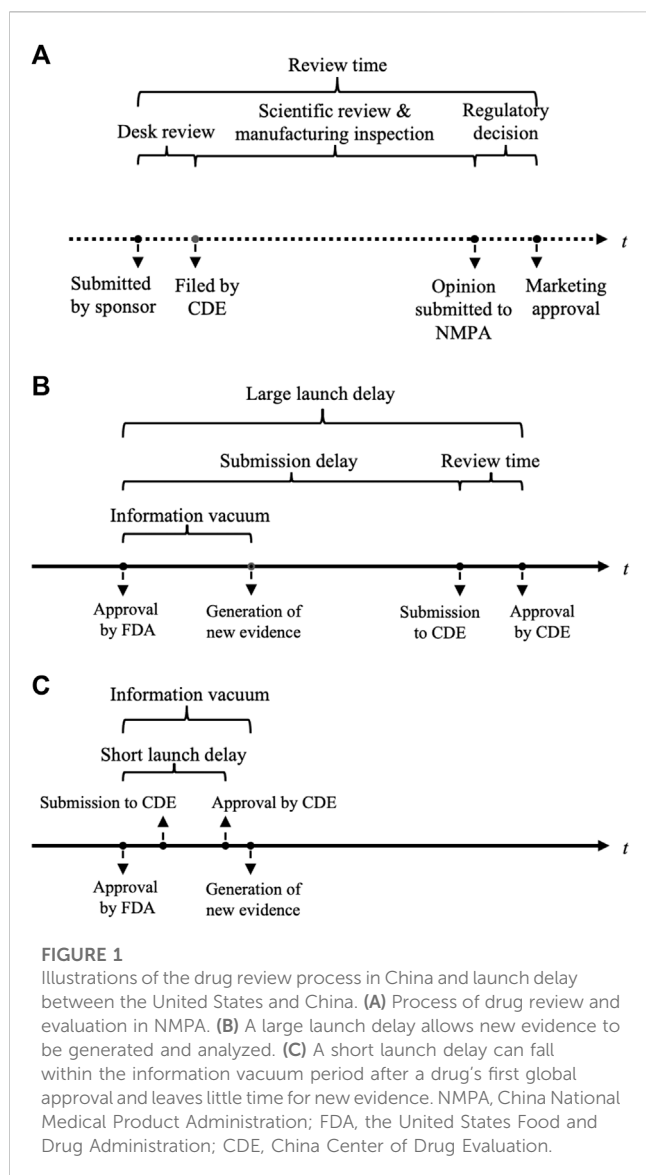 A
Review time
Scientific review &
manufacturing inspection
Regulatory
decision
Desk review
t
Submitted
by sponsor
Filed by
CDE
Opinion
submitted to
NMPA
Marketing
approval
B
Large launch delay
Submission delay
Review time
Information vacuum
t
Approval
by FDA
Generation of
new evidence
Submission
to CDE
Approval
by CDE
C
Information vacuum
Short launch delay
Submission to CDE
Approval by CDE
t
Approval
by FDA
Generation of
new evidence
FIGURE 1
Illustrations of the drug review process in China and launch delay
between the United States and China. (A) Process of drug review and
evaluation in NMPA. (B) A large launch delay allows new evidence to
be generated and analyzed. (C) A short launch delay can fall
within the information vacuum period after a drug's first global
approval and leaves little time for new evidence. NMPA, China National
Medical Product Administration; FDA, the United States Food and
Drug Administration; CDE, China Center of Drug Evaluation.